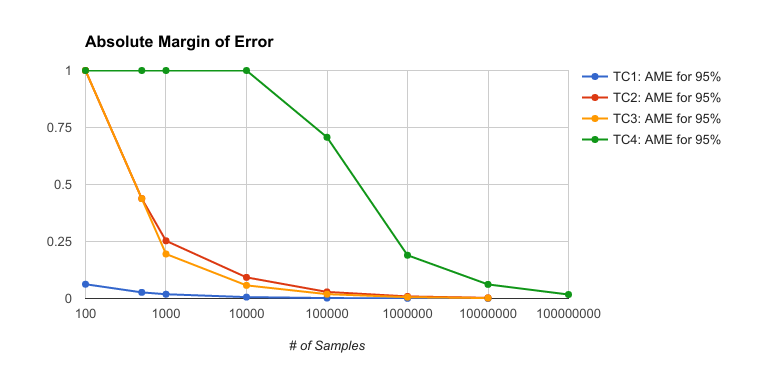 Absolute Margin of Error
1
0.75
0.5
0.25
0
100
1000
10000
100000
1000000
10000000
100000000
# of Samples
TC1: AME for 95%
TC2: AME for 95%
TC3: AME for 95%
TC4: AME for 95%